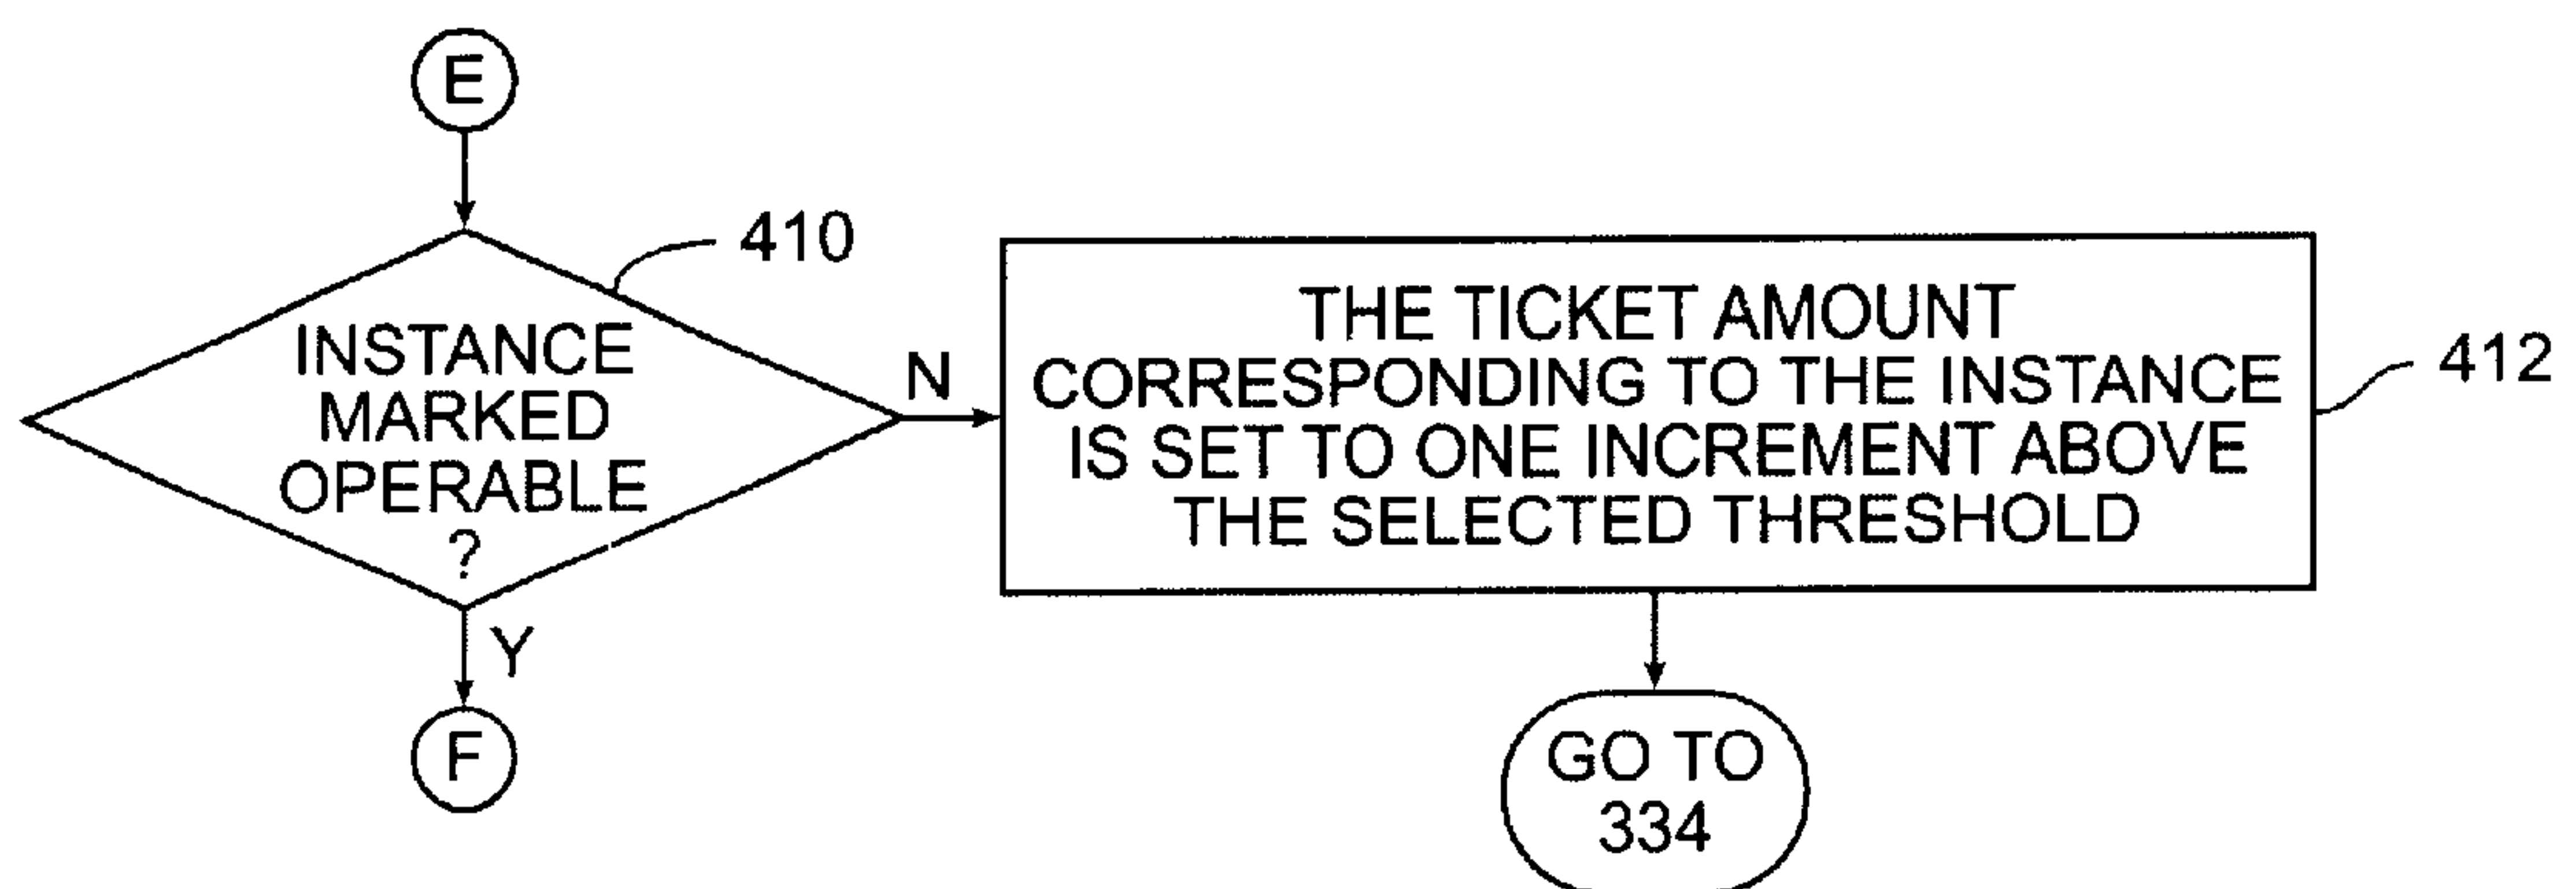 E
410
INSTANCE
MARKED
OPERABLE
?
N
THE TICKET AMOUNT
CORRESPONDING TO THE INSTANCE
IS SET TO ONE INCREMENT ABOVE
THE SELECTED THRESHOLD
412
Y
F
GO TO
334